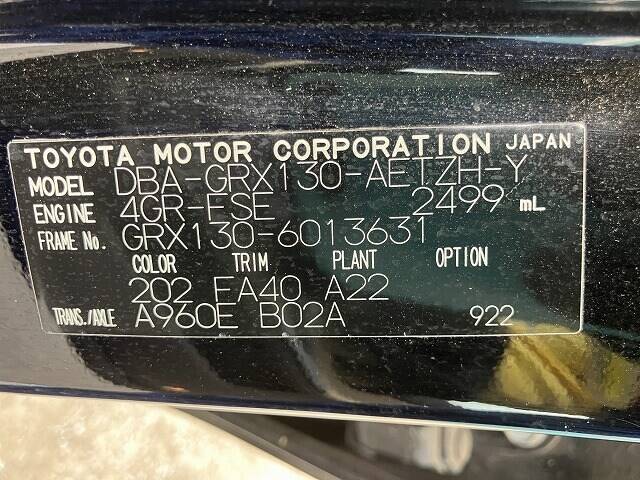 TOYOTA MOTOR CORPORATION JAPAN
MODEL DBA-GRX130-AETZH-Y
ENGINE 4GR-FSE 2499 mL
FRAME No. GRX130-6013631
COLOR TRIM PLANT OPTION
202 FA40 A22
TRANS./AXLE A960E B02A 922